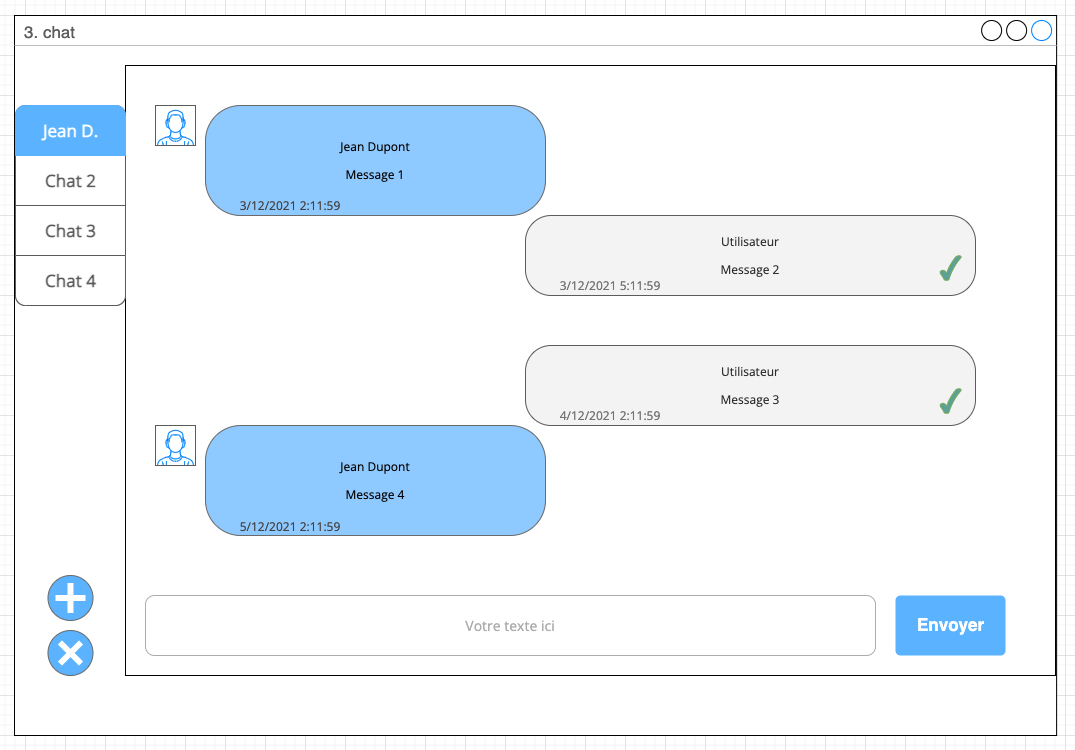 3. chat
Jean D.
Chat 2
Chat 3
Chat 4
Jean Dupont
Message 1
3/12/2021 2:11:59
Utilisateur
Message 2
3/12/2021 5:11:59
Utilisateur
Message 3
4/12/2021 2:11:59
Jean Dupont
Message 4
5/12/2021 2:11:59
Votre texte ici
Envoyer